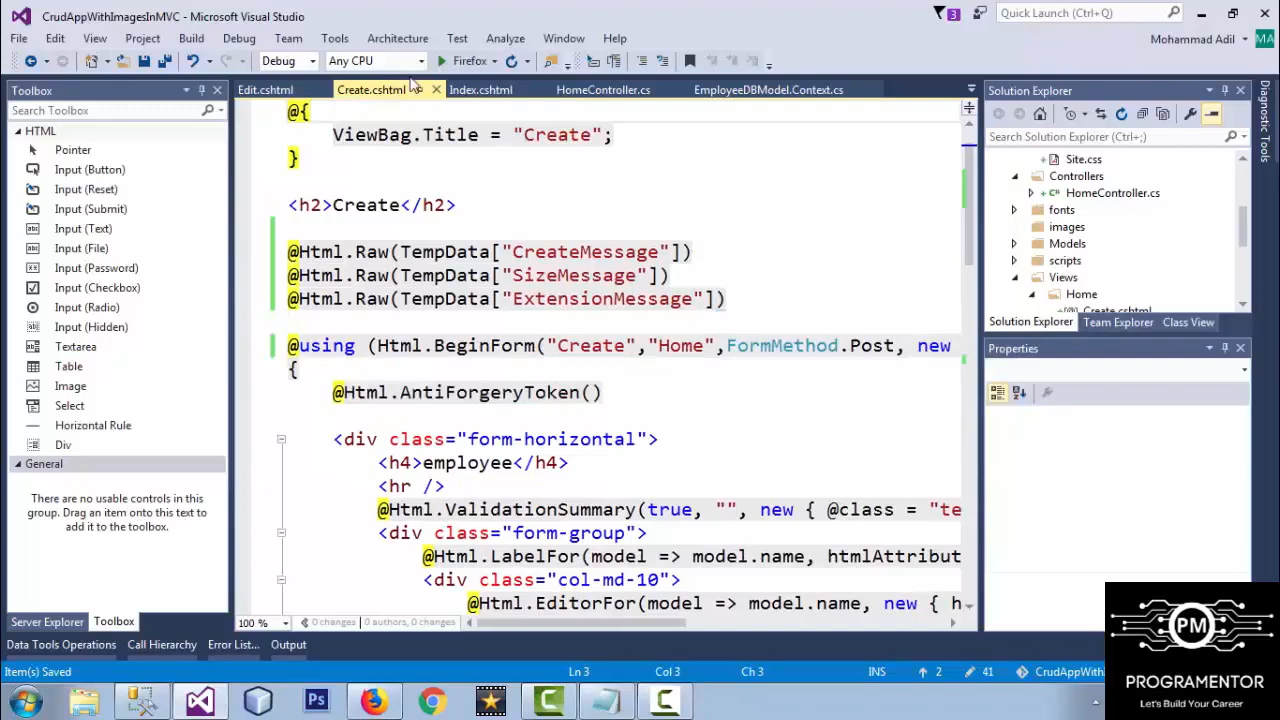 CrudAppWithImagesInMVC - Microsoft Visual Studio
3
Quick Launch (Ctrl+Q)
File Edit View Project Build Debug Team Tools Architecture Test Analyze Window Help
Mohammad Adil MA
Debug Any CPU Firefox
Toolbox
Search Toolbox
HTML
Pointer
Input (Button)
Input (Reset)
Input (Submit)
Input (Text)
Input (File)
Input (Password)
Input (Checkbox)
Input (Radio)
Input (Hidden)
Textarea
Table
Image
Select
Horizontal Rule
Div
General
There are no usable controls in this
group. Drag an item onto this text to
add it to the toolbox.
Server Explorer Toolbox
Edit.cshtml Create.cshtml Index.cshtml HomeController.cs EmployeeDBModel.Context.cs
@{
ViewBag.Title = "Create";
}
<h2>Create</h2>
@Html.Raw(TempData["CreateMessage"])
@Html.Raw(TempData["SizeMessage"])
@Html.Raw(TempData["ExtensionMessage"])
@using (Html.BeginForm("Create","Home",FormMethod.Post, new
{
@Html.AntiForgeryToken()
<div class="form-horizontal">
<h4>employee</h4>
<hr />
@Html.ValidationSummary(true, "", new { @class = "te
<div class="form-group">
@Html.LabelFor(model => model.name, htmlAttribut
<div class="col-md-10">
@Html.EditorFor(model => model.name, new { h
100 % 0 changes | 0 authors, 0 changes
Solution Explorer
Search Solution Explorer (Ctrl+;)
Site.css
Controllers
HomeController.cs
fonts
images
Models
scripts
Views
Home
Create.cshtml
Solution Explorer Team Explorer Class View
Properties
Diagnostic Tools
Data Tools Operations Call Hierarchy Error List... Output
Item(s) Saved Ln 3 Col 3 Ch 3 INS 2 41 CrudAppWith
Ps
PM
PROGRAMENTOR
Let's Build Your Career